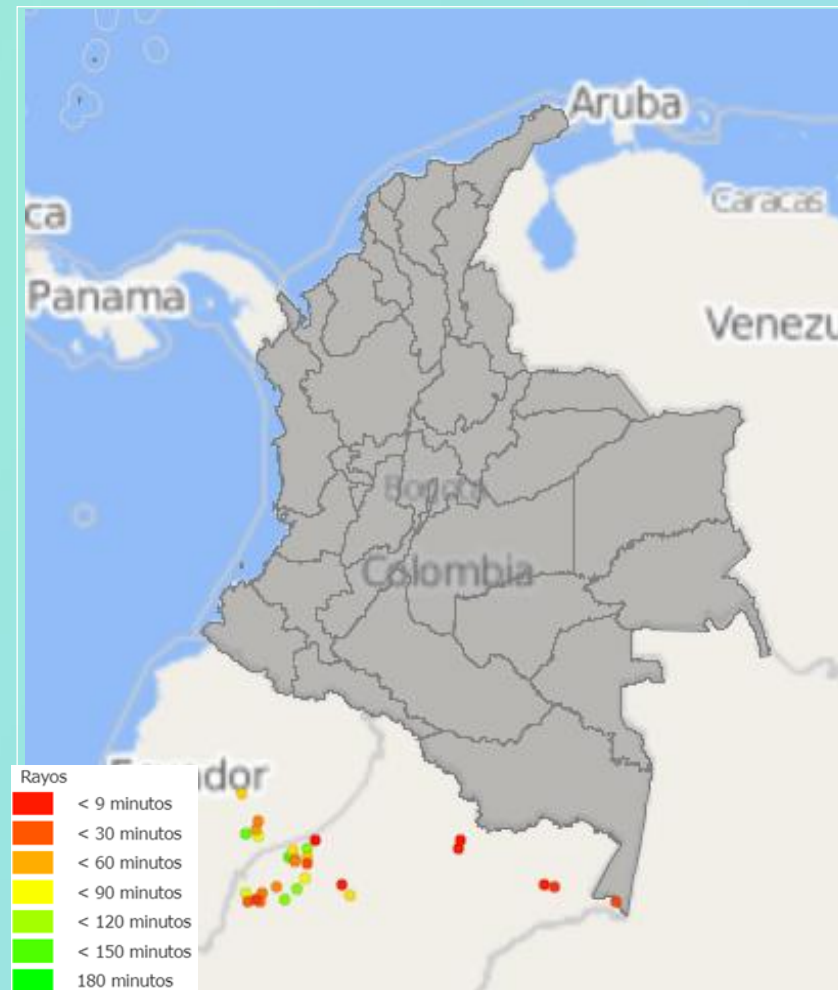 Aruba
Caracas
ca
Panama
Venezu
Bogota
Colombia
dor
Rayos
< 9 minutos
< 30 minutos
< 60 minutos
< 90 minutos
< 120 minutos
< 150 minutos
180 minutos